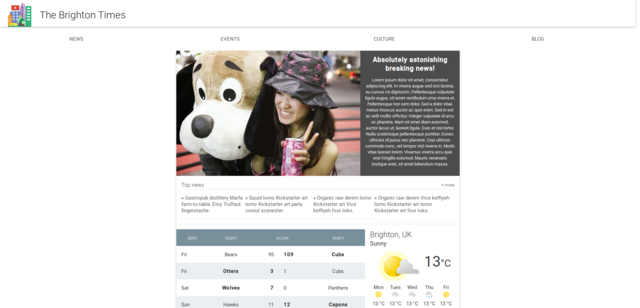 The Brighton Times
NEWS EVENTS CULTURE BLOG
Absolutely astonishing
breaking news!
Lorem ipsum dolor sit amet, consectetur
adipiscing elit. In viverra augue sed orci lacinia,
eu cursus mi dignissim. Pellentesque vulputate
ligula augue, sit amet vestibulum urna viverra et.
Pellentesque non sem dolor. Sed a dolor vitae
metus rhoncus auctor ac quis enim. Sed in est
ac velit mollis efficitur. Integer vulputate id arcu
ac pharetra. Nam sit amet diam euismod,
auctor lacus ut, laoreet ligula. Duis et nisi tortor.
Nulla scelerisque pellentesque porttitor. Donec
ultricies id purus nec placerat. Cras ultrices
commodo nunc, vel tempor nisl viverra in. Morbi
vitae laoreet lorem. Vivamus viverra arcu quis
erat fringilla euismod. Mauris venenatis
tristique ante, sit amet bibendum massa.
Top news + more
» Gastropub distillery Marfa
farm-to-table, Etsy Truffaut
fingerstache.
» Squid lomo Kickstarter art
lomo Kickstarter art party
cronut scenester.
» Organic raw denim lomo
Kickstarter art Vice
keffiyeh four loko.
» Organic raw denim Vice keffiyeh
lomo Kickstarter art Vice
Kickstarter art four loko.
date team score team
Fri Bears 95 109 Cubs
Fri Otters 3 1 Cubs
Sat Wolves 7 0 Panthers
Sun Hawks 11 12 Capons
Brighton, UK
Sunny
13°C
Mon Tues Wed Thu Fri
13 °C 13 °C 13 °C 13 °C 13 °C